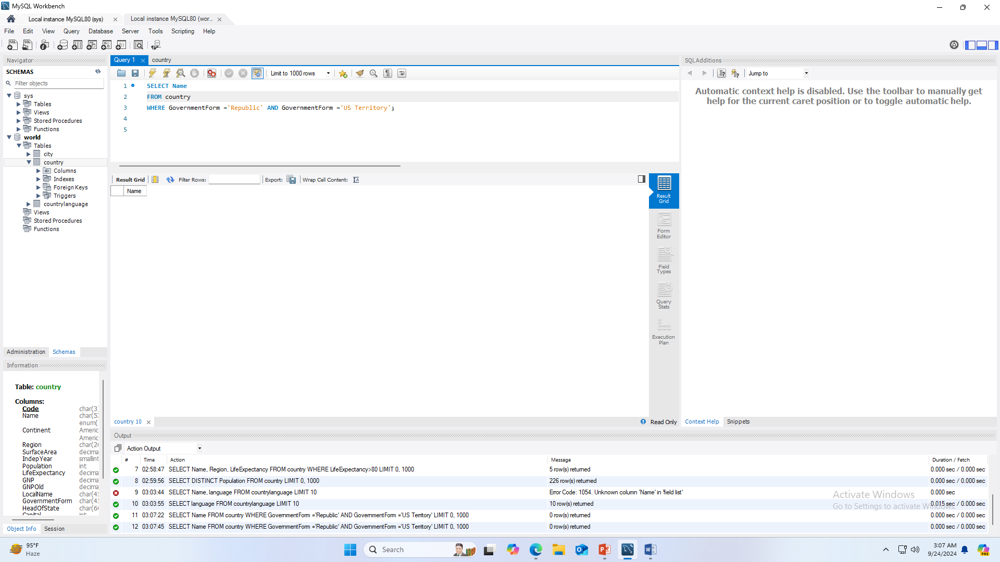 MySQL Workbench
Local instance MySQL80 (sys)
Local instance MySQL80 (wor...
File Edit View Query Database Server Tools Scripting Help
Navigator
SCHEMAS
Filter objects
sys
Tables
Views
Stored Procedures
Functions
world
Tables
city
country
Columns
Indexes
Foreign Keys
Triggers
countrylanguage
Views
Stored Procedures
Functions
Administration Schemas
Information
Table: country
Columns:
Code char(3)
Name char(52
enum(
Continent Americ
Americ
Region char(26
SurfaceArea decima
IndepYear smallint
Population int
LifeExpectancy decima
GNP decima
GNPOld decima
LocalName char(45
GovernmentForm char(45
HeadOfState char(60
Capital int
Object Info Session
Query 1 country
Limit to 1000 rows
1 SELECT Name
2 FROM country
3 WHERE GovernmentForm ='Republic' AND GovernmentForm ='US Territory';
4
5
Result Grid Filter Rows: Export: Wrap Cell Content:
Name
Result
Grid
Form
Editor
Field
Types
Query
Stats
Execution
Plan
country 10
Read Only
SQLAdditions
Jump to
Automatic context help is disabled. Use the toolbar to manually get
help for the current caret position or to toggle automatic help.
Context Help Snippets
Output
Action Output
# Time Action Message Duration / Fetch
7 02:58:47 SELECT Name, Region, LifeExpectancy FROM country WHERE LifeExpectancy>80 LIMIT 0, 1000 5 row(s) returned 0.000 sec / 0.000 sec
8 02:59:56 SELECT DISTINCT Population FROM country LIMIT 0, 1000 226 row(s) returned 0.000 sec / 0.000 sec
9 03:03:44 SELECT Name, language FROM countrylanguage LIMIT 10 Error Code: 1054. Unknown column 'Name' in 'field list' 0.000 sec
10 03:03:55 SELECT language FROM countrylanguage LIMIT 10 10 row(s) returned 0.015 sec / 0.000 sec
11 03:07:22 SELECT Name FROM country WHERE GovernmentForm ='Republic' AND GovernmentForm ='US Territory' LIMIT 0, 1000 0 row(s) returned 0.000 sec / 0.000 sec
12 03:07:45 SELECT Name FROM country WHERE GovernmentForm ='Republic' AND GovernmentForm ='US Territory' LIMIT 0, 1000 0 row(s) returned 0.000 sec / 0.000 sec
Activate Windows
Go to Settings to activate Windows.
95°F
Haze
Search
3:07 AM
9/24/2024
PRE